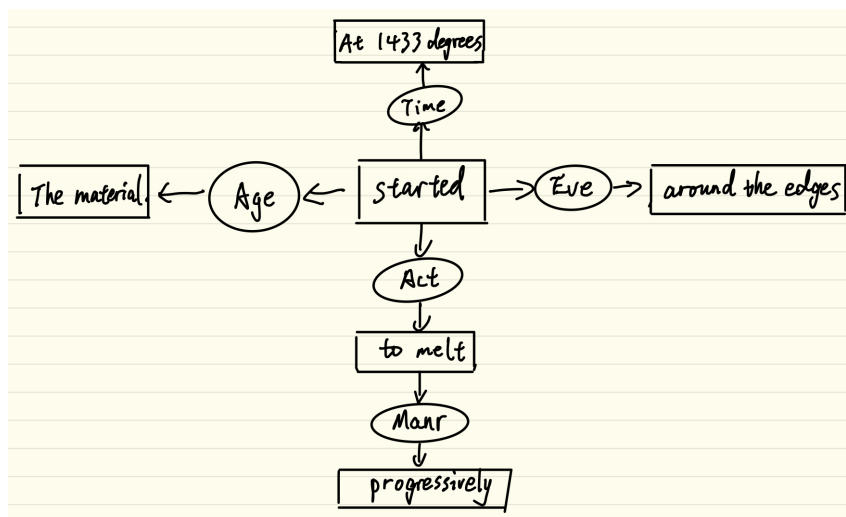 At 1433 degrees
Time
The material.
Age
started
Eve
around the edges
Act
to melt
Manr
progressively